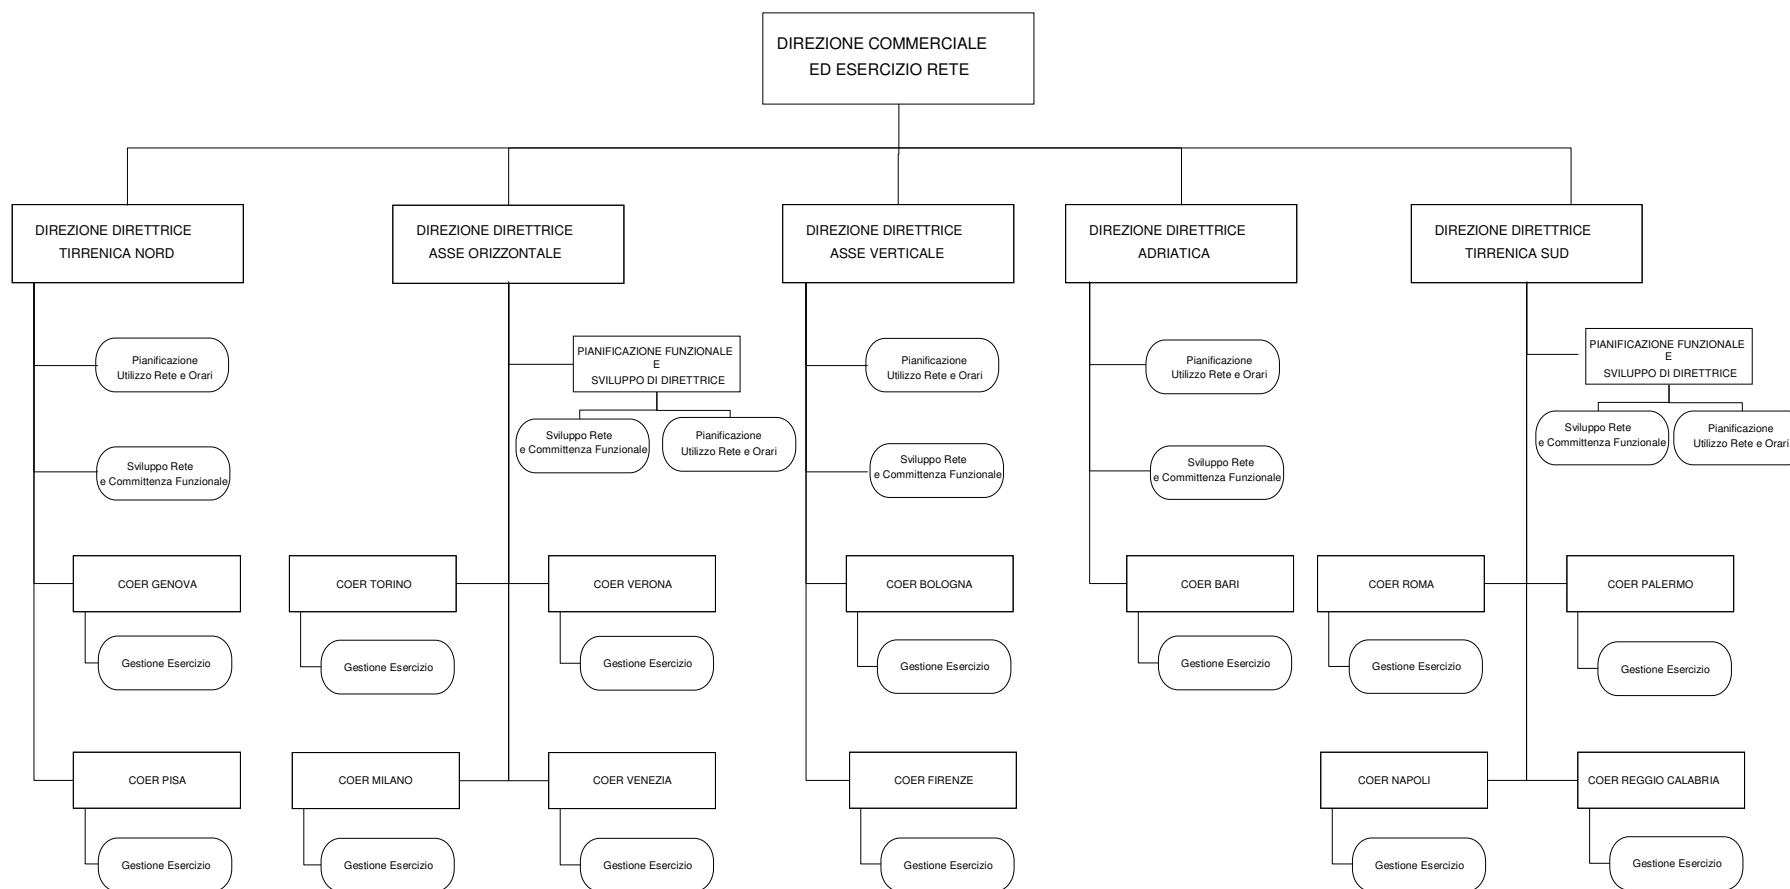 DIREZIONE COMMERCIALE
ED ESERCIZIO RETE
DIREZIONE DIRETTRICE
TIRRENICA NORD
DIREZIONE DIRETTRICE
ASSE ORIZZONTALE
DIREZIONE DIRETTRICE
ASSE VERTICALE
DIREZIONE DIRETTRICE
ADRIATICA
DIREZIONE DIRETTRICE
TIRRENICA SUD
Pianificazione
Utilizzo Rete e Orari
PIANIFICAZIONE FUNZIONALE
E
SVILUPPO DI DIRETTRICE
Pianificazione
Utilizzo Rete e Orari
Pianificazione
Utilizzo Rete e Orari
PIANIFICAZIONE FUNZIONALE
E
SVILUPPO DI DIRETTRICE
Sviluppo Rete
e Committenza Funzionale
Sviluppo Rete
e Committenza Funzionale
Pianificazione
Utilizzo Rete e Orari
Sviluppo Rete
e Committenza Funzionale
Sviluppo Rete
e Committenza Funzionale
Sviluppo Rete
e Committenza Funzionale
Pianificazione
Utilizzo Rete e Orari
COER GENOVA
COER TORINO
COER VERONA
COER BOLOGNA
COER BARI
COER ROMA
COER PALERMO
Gestione Esercizio
Gestione Esercizio
Gestione Esercizio
Gestione Esercizio
Gestione Esercizio
Gestione Esercizio
Gestione Esercizio
COER PISA
COER MILANO
COER VENEZIA
COER FIRENZE
COER NAPOLI
COER REGGIO CALABRIA
Gestione Esercizio
Gestione Esercizio
Gestione Esercizio
Gestione Esercizio
Gestione Esercizio
Gestione Esercizio